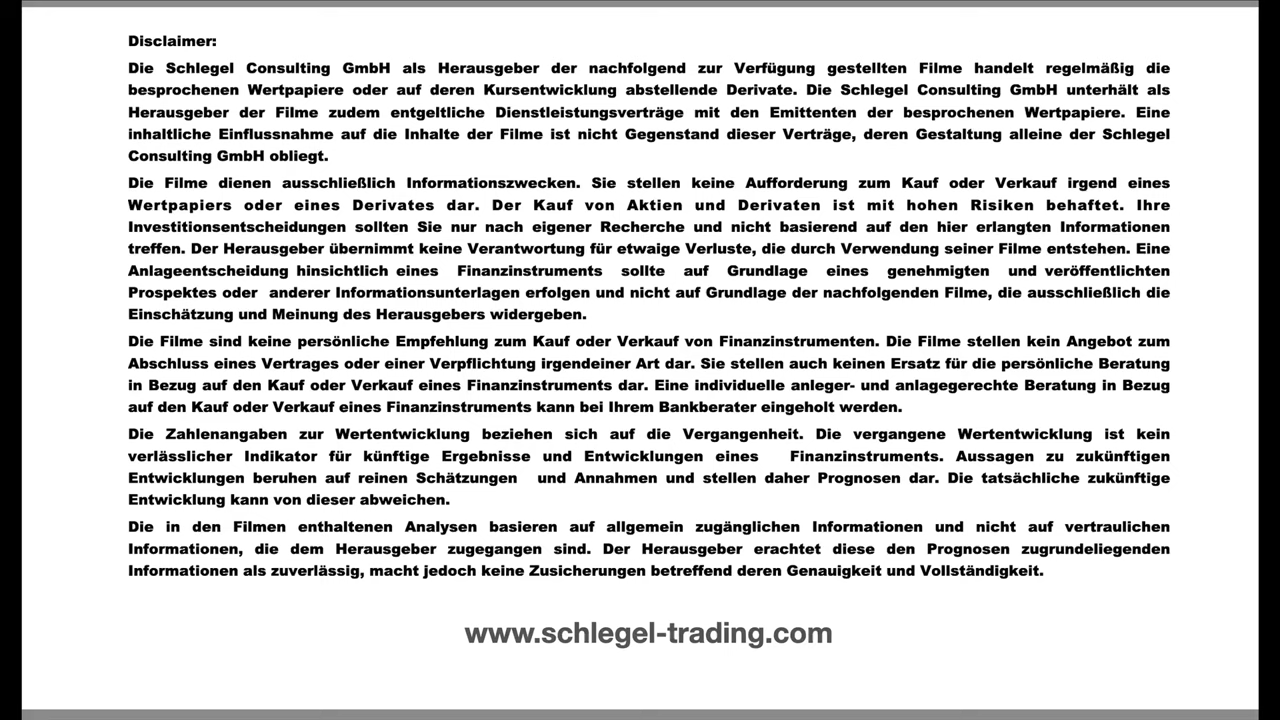 Disclaimer:
Die Schlegel Consulting GmbH als Herausgeber der nachfolgend zur Verfügung gestellten Filme handelt regelmäßig die
besprochenen Wertpapiere oder auf deren Kursentwicklung abstellende Derivate. Die Schlegel Consulting GmbH unterhält als
Herausgeber der Filme zudem entgeltliche Dienstleistungsverträge mit den Emittenten der besprochenen Wertpapiere. Eine
inhaltliche Einflussnahme auf die Inhalte der Filme ist nicht Gegenstand dieser Verträge, deren Gestaltung alleine der Schlegel
Consulting GmbH obliegt.
Die Filme dienen ausschließlich Informationszwecken. Sie stellen keine Aufforderung zum Kauf oder Verkauf irgend eines
Wertpapiers oder eines Derivates dar. Der Kauf von Aktien und Derivaten ist mit hohen Risiken behaftet. Ihre
Investitionsentscheidungen sollten Sie nur nach eigener Recherche und nicht basierend auf den hier erlangten Informationen
treffen. Der Herausgeber übernimmt keine Verantwortung für etwaige Verluste, die durch Verwendung seiner Filme entstehen. Eine
Anlageentscheidung hinsichtlich eines Finanzinstruments sollte auf Grundlage eines genehmigten und veröffentlichten
Prospektes oder anderer Informationsunterlagen erfolgen und nicht auf Grundlage der nachfolgenden Filme, die ausschließlich die
Einschätzung und Meinung des Herausgebers widergeben.
Die Filme sind keine persönliche Empfehlung zum Kauf oder Verkauf von Finanzinstrumenten. Die Filme stellen kein Angebot zum
Abschluss eines Vertrages oder einer Verpflichtung irgendeiner Art dar. Sie stellen auch keinen Ersatz für die persönliche Beratung
in Bezug auf den Kauf oder Verkauf eines Finanzinstruments dar. Eine individuelle anleger- und anlagegerechte Beratung in Bezug
auf den Kauf oder Verkauf eines Finanzinstruments kann bei Ihrem Bankberater eingeholt werden.
Die Zahlenangaben zur Wertentwicklung beziehen sich auf die Vergangenheit. Die vergangene Wertentwicklung ist kein
verlässlicher Indikator für künftige Ergebnisse und Entwicklungen eines Finanzinstruments. Aussagen zu zukünftigen
Entwicklungen beruhen auf reinen Schätzungen und Annahmen und stellen daher Prognosen dar. Die tatsächliche zukünftige
Entwicklung kann von dieser abweichen.
Die in den Filmen enthaltenen Analysen basieren auf allgemein zugänglichen Informationen und nicht auf vertraulichen
Informationen, die dem Herausgeber zugegangen sind. Der Herausgeber erachtet diese den Prognosen zugrundeliegenden
Informationen als zuverlässig, macht jedoch keine Zusicherungen betreffend deren Genauigkeit und Vollständigkeit.
www.schlegel-trading.com